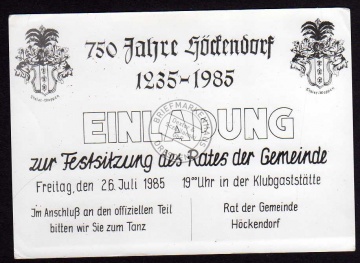 750 Jahre Höckendorf
1235-1985
EINLADUNG
zur Festsitzung des Rates der Gemeinde
Freitag, den 26. Juli 1985 19⁰⁰ Uhr in der Klubgaststätte
Im Anschluß an den offiziellen Teil
bitten wir Sie zum Tanz
Rat der Gemeinde
Höckendorf